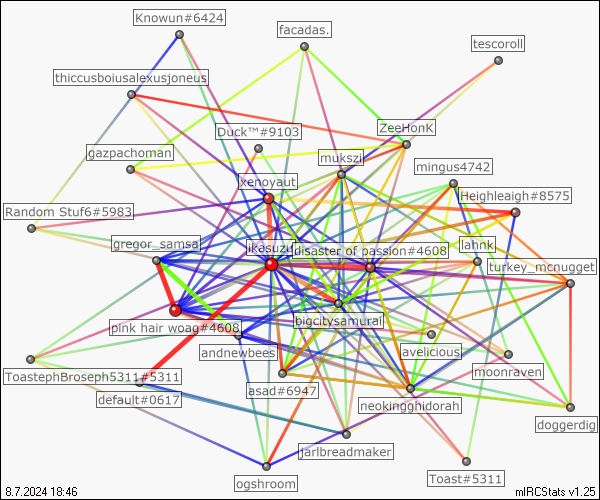 Knowun#6424
facadas.
tescoroll
thiccusboiusalexusjoneus
Duck™#9103
ZeeHonK
gazpachoman
mukszii
mingus4742
xenoyaut
Heighleaigh#8575
Random Stuf6#5983
gregor_samsa
jikasuzu
disaster of passion#4608
lahnk
turkey_mcnugget
bigcitysamurai
pink hair woag#4608
andnewbees
avelicious
moonraven
ToastephBroseph5311#5311
default#0617
asad#6947
neokingghidorah
doggerdig
jarlbreadmaker
ogshroom
Toast#5311
8.7.2024 18:46
mIRCStats v1.25